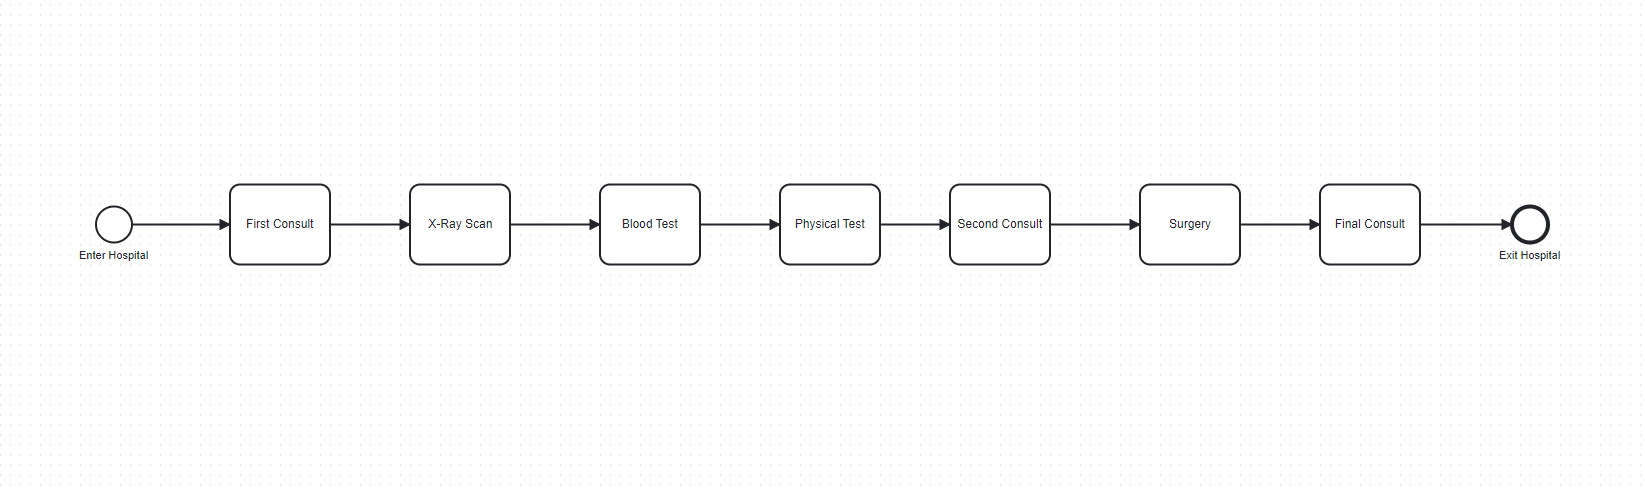 First Consult
X-Ray Scan
Blood Test
Physical Test
Second Consult
Surgery
Final Consult
Enter Hospital
Exit Hospital